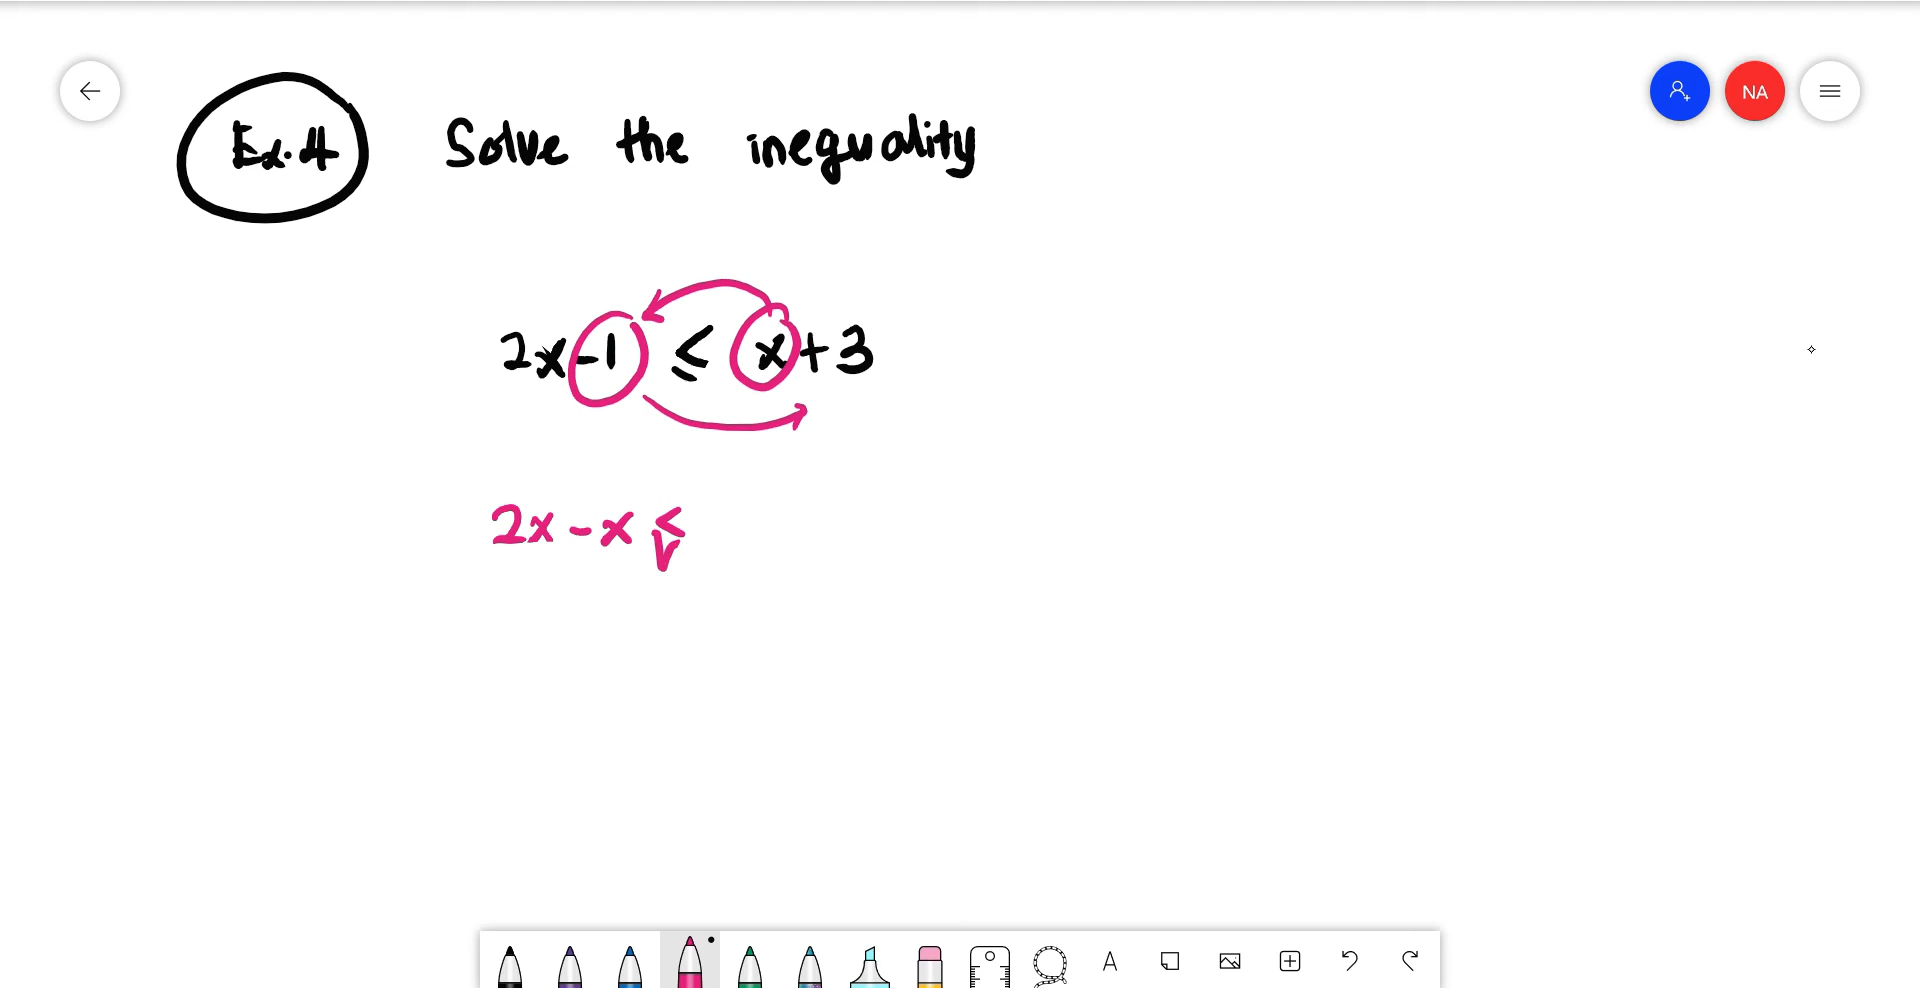 Ex.4 Solve the inequality
NA
2x-1 ≤ x+3
2x-x ≤